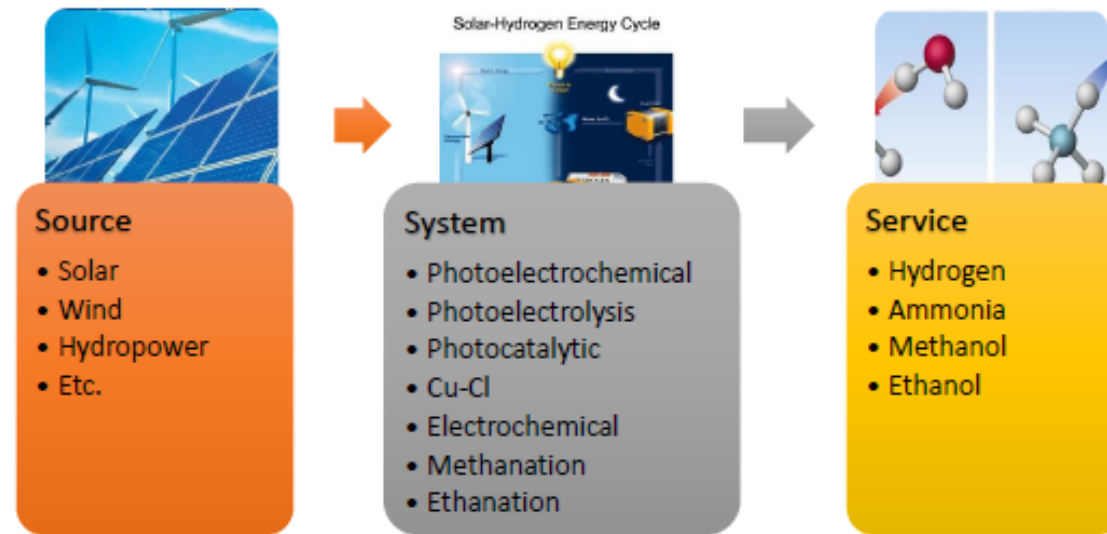 Solar-Hydrogen Energy Cycle
Source
• Solar
• Wind
• Hydropower
• Etc.
System
• Photoelectrochemical
• Photoelectrolysis
• Photocatalytic
• Cu-Cl
• Electrochemical
• Methanation
• Ethanation
Service
• Hydrogen
• Ammonia
• Methanol
• Ethanol